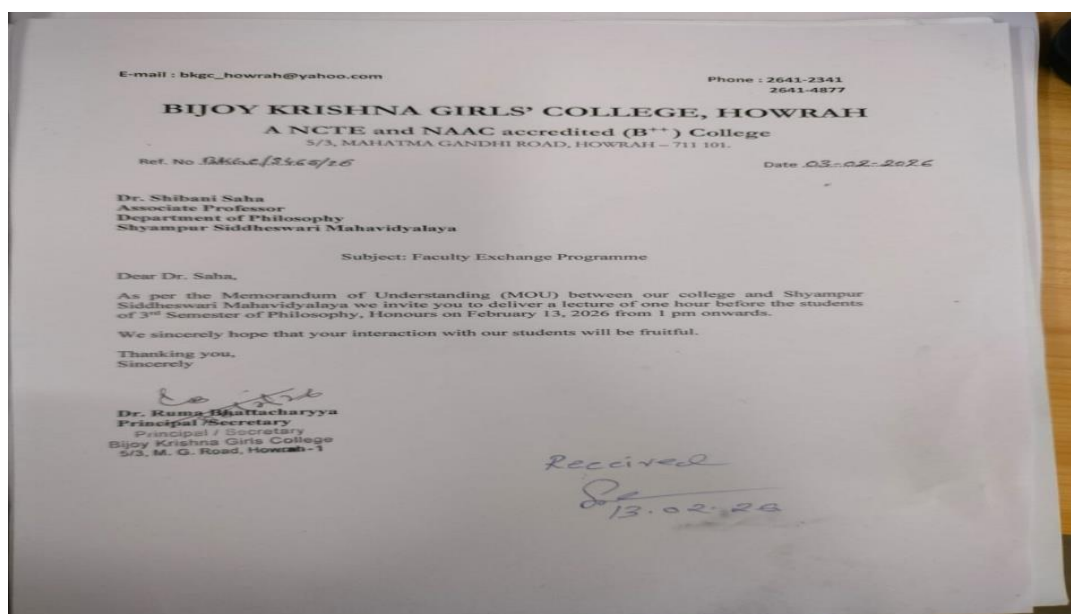 E-mail : bkgc_howrah@yahoo.com
Phone : 2641-2341
2641-4877
BIJOY KRISHNA GIRLS' COLLEGE, HOWRAH
A NCTE and NAAC accredited (B++) College
5/3, MAHATMA GANDHI ROAD, HOWRAH – 711 101.
Ref. No
Date 03-02-2026
Dr. Shibani Saha
Associate Professor
Department of Philosophy
Shyampur Siddheswari Mahavidyalaya
Subject: Faculty Exchange Programme
Dear Dr. Saha,
As per the Memorandum of Understanding (MOU) between our college and Shyampur
Siddheswari Mahavidyalaya we invite you to deliver a lecture of one hour before the students
of 3rd Semester of Philosophy, Honours on February 13, 2026 from 1 pm onwards.
We sincerely hope that your interaction with our students will be fruitful.
Thanking you,
Sincerely
Dr. Ruma Bhattacharyya
Principal /Secretary
Principal / Secretary
Bijoy Krishna Girls College
5/3, M. G. Road, Howrah-1
Received
13.02.26